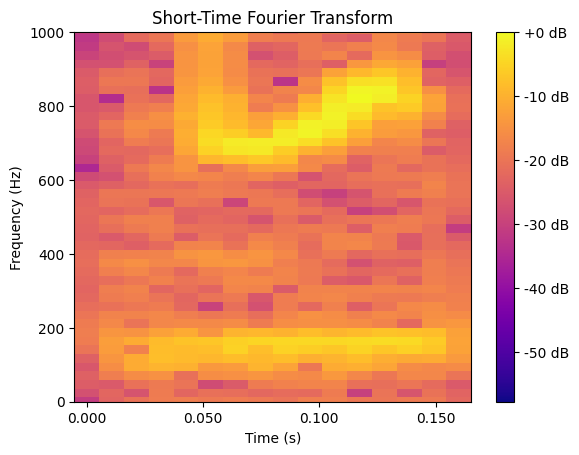 Short-Time Fourier Transform
1000
800
600
400
200
0
Frequency (Hz)
0.000
0.050
0.100
0.150
Time (s)
+0 dB
-10 dB
-20 dB
-30 dB
-40 dB
-50 dB